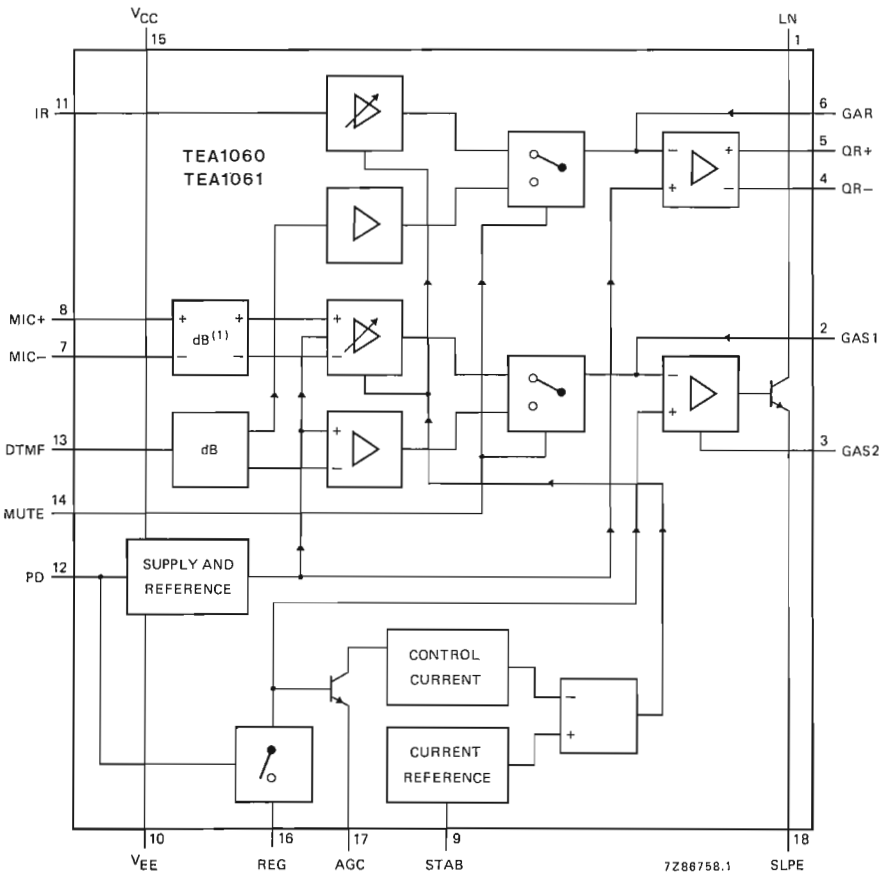 VCC
LN
15
1
IR 11
6 GAR
TEA1060
TEA1061
5 QR+
4 QR−
− +
+ −
MIC+ 8
MIC− 7
+ +
dB(1)
− −
+
−
2 GAS1
−
+
3 GAS2
DTMF 13
dB
+
−
MUTE 14
PD 12
SUPPLY AND
REFERENCE
CONTROL
CURRENT
−
+
CURRENT
REFERENCE
10
16
17
9
18
VEE
REG
AGC
STAB
7Z86758.1
SLPE